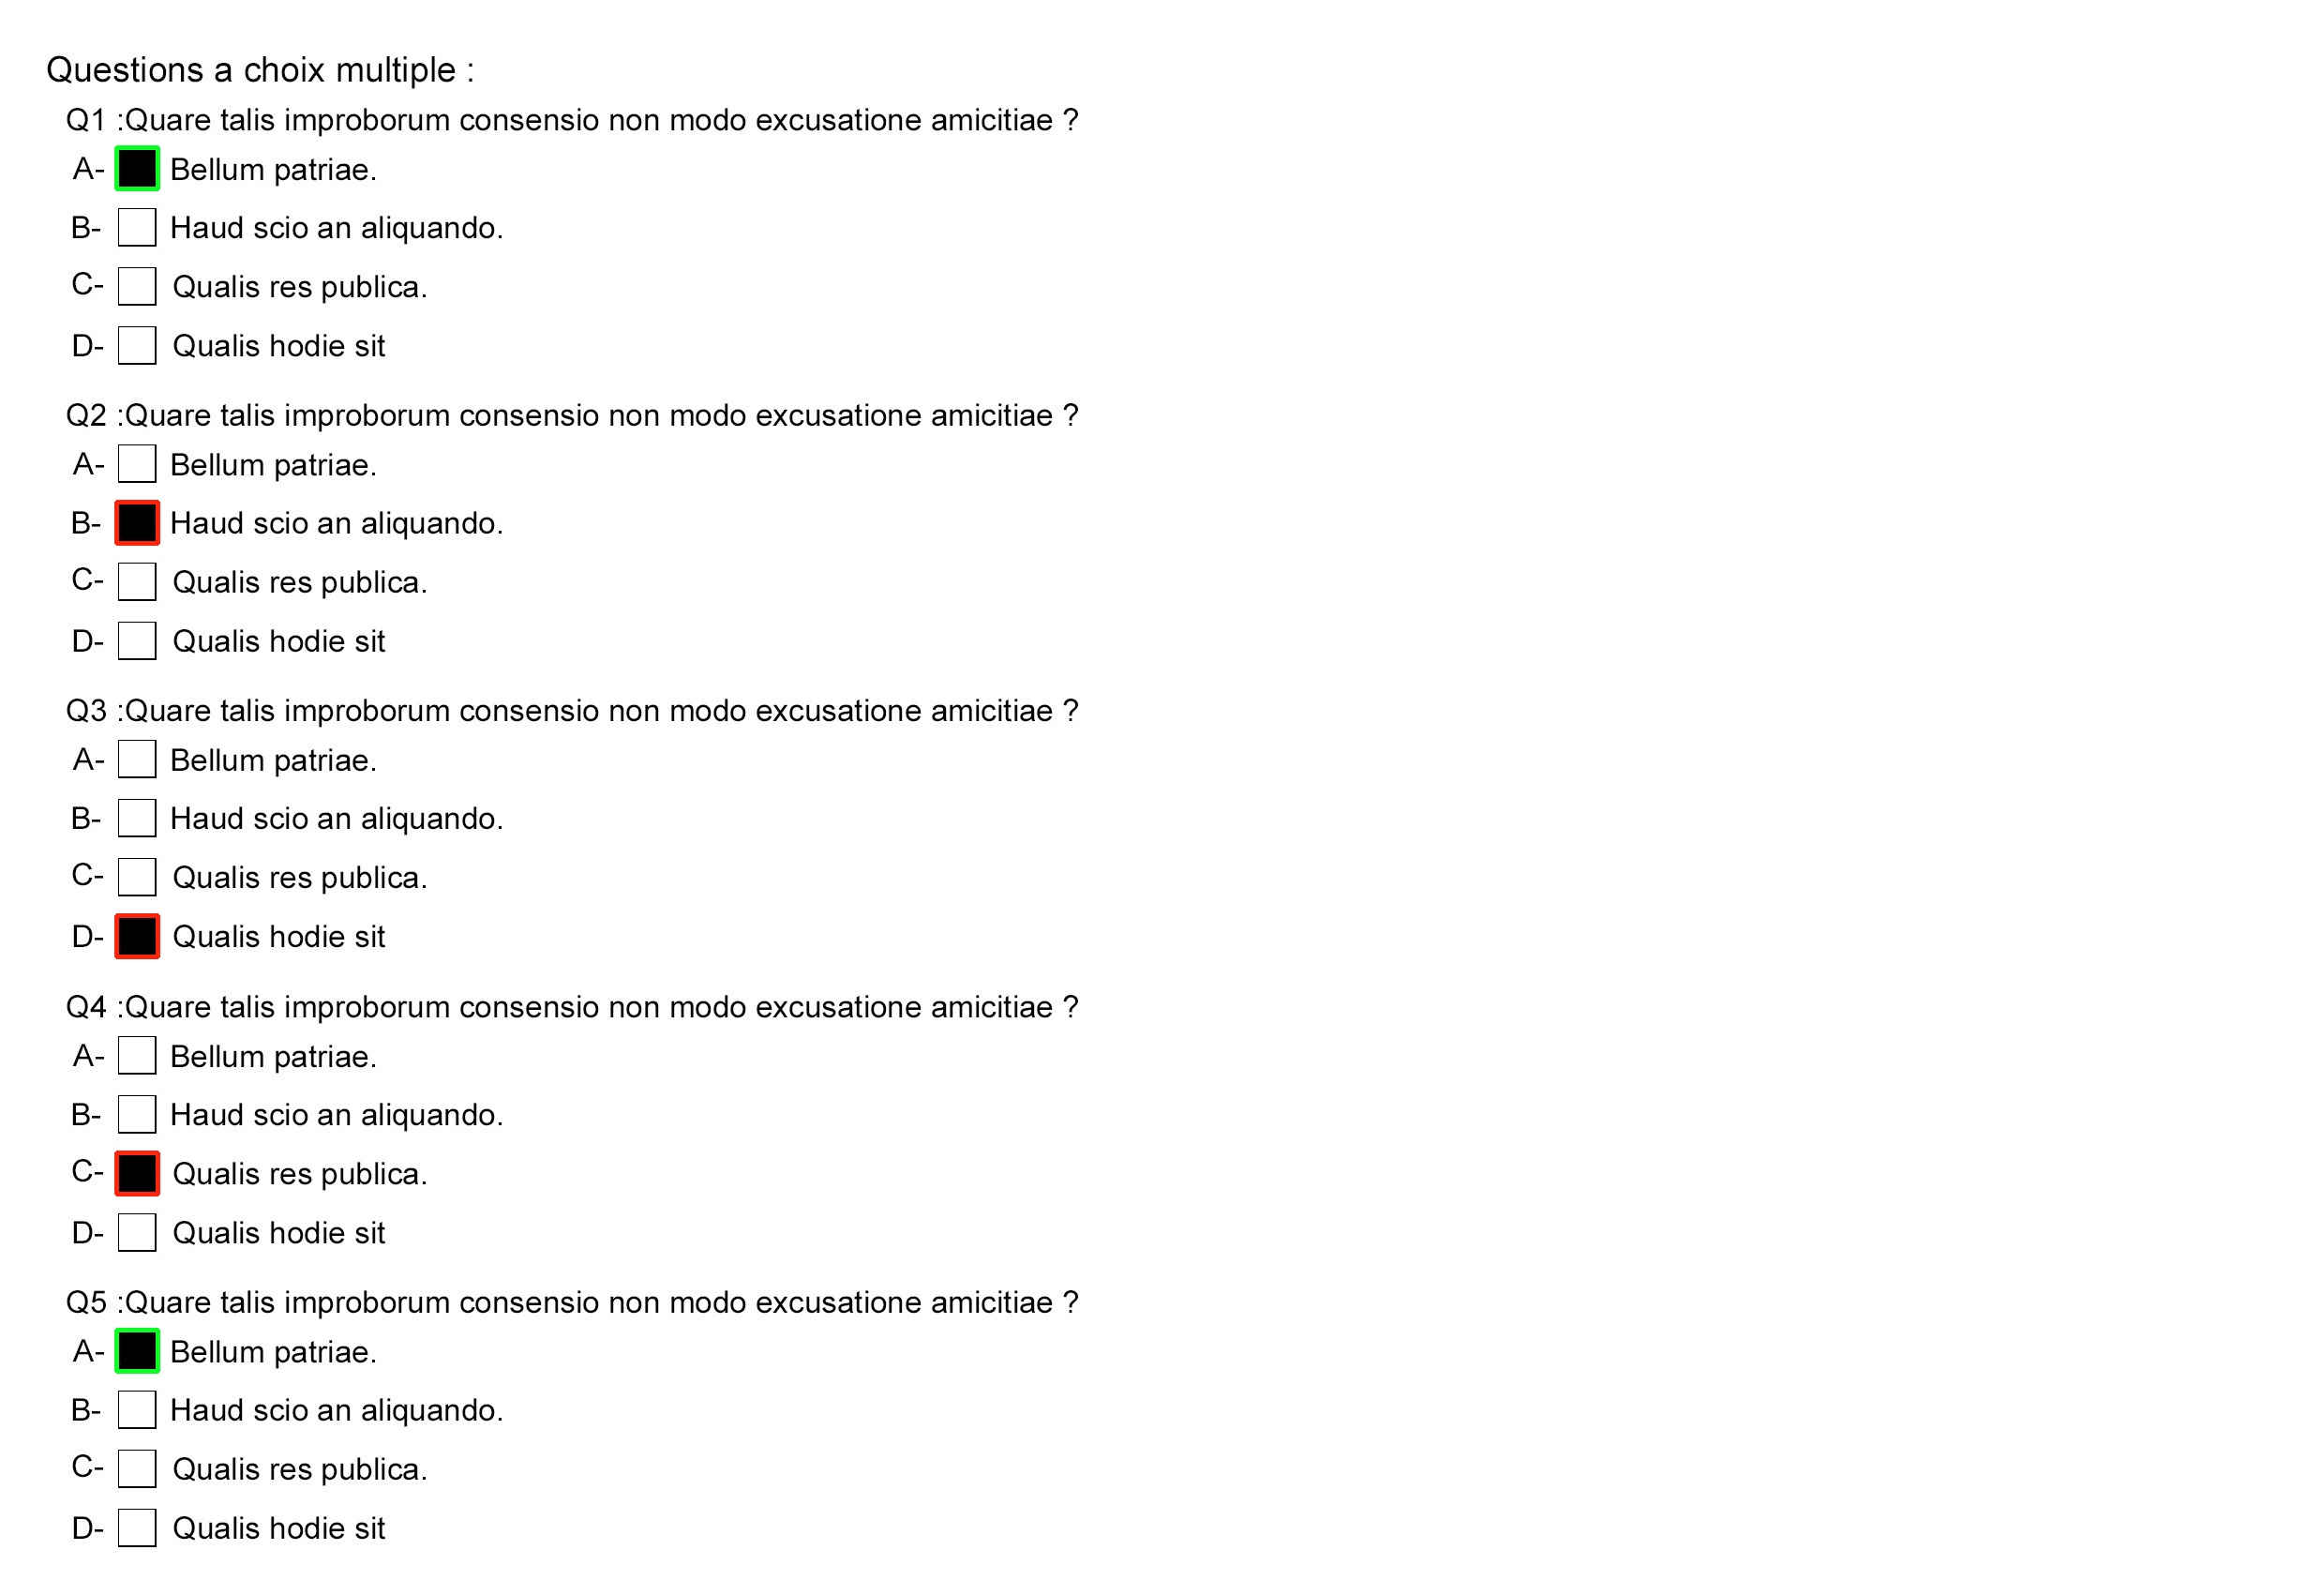 Questions a choix multiple :
Q1 :Quare talis improborum consensio non modo excusatione amicitiae ?
A- Bellum patriae.
B- Haud scio an aliquando.
C- Qualis res publica.
D- Qualis hodie sit
Q2 :Quare talis improborum consensio non modo excusatione amicitiae ?
A- Bellum patriae.
B- Haud scio an aliquando.
C- Qualis res publica.
D- Qualis hodie sit
Q3 :Quare talis improborum consensio non modo excusatione amicitiae ?
A- Bellum patriae.
B- Haud scio an aliquando.
C- Qualis res publica.
D- Qualis hodie sit
Q4 :Quare talis improborum consensio non modo excusatione amicitiae ?
A- Bellum patriae.
B- Haud scio an aliquando.
C- Qualis res publica.
D- Qualis hodie sit
Q5 :Quare talis improborum consensio non modo excusatione amicitiae ?
A- Bellum patriae.
B- Haud scio an aliquando.
C- Qualis res publica.
D- Qualis hodie sit